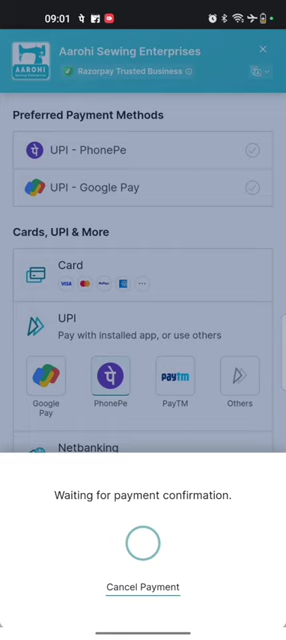 09:01
Aarohi Sewing Enterprises
AAROHI
Razorpay Trusted Business
Preferred Payment Methods
UPI - PhonePe
UPI - Google Pay
Cards, UPI & More
Card
VISA
UPI
Pay with installed app, or use others
Google Pay
PhonePe
paytm
PayTM
Others
Netbanking
Waiting for payment confirmation.
Cancel Payment